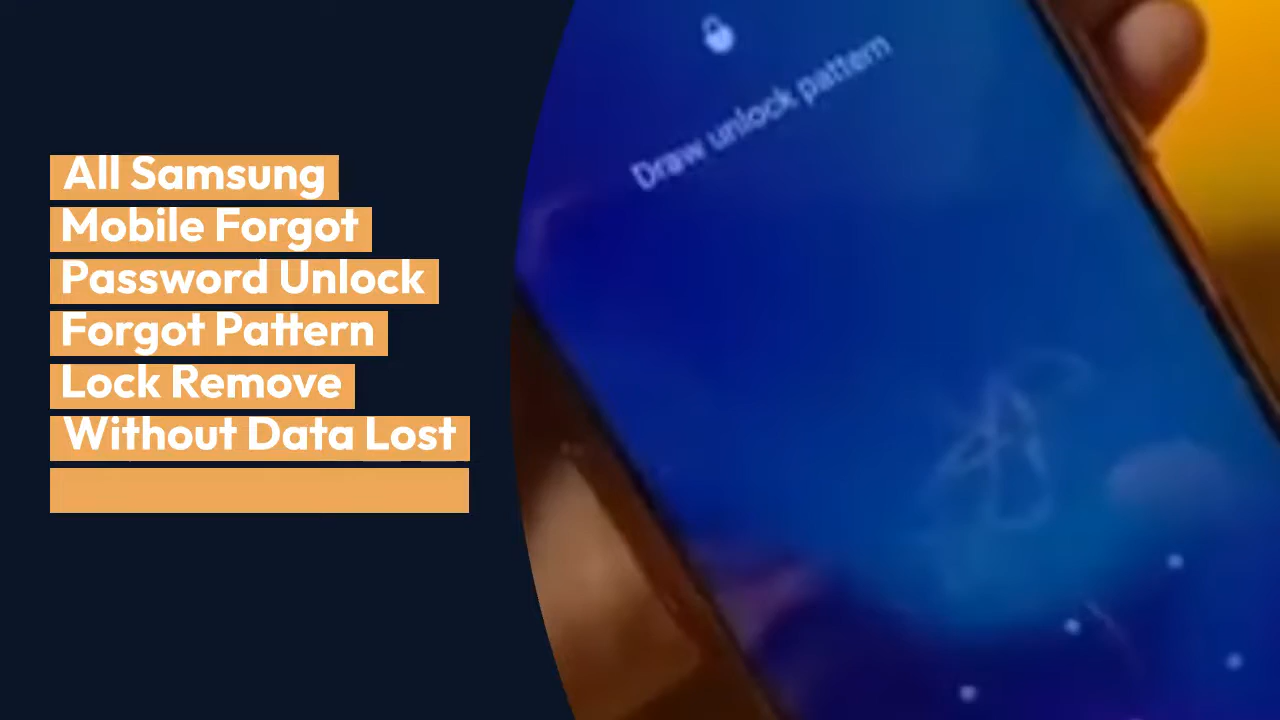 All Samsung
Mobile Forgot
Password Unlock
Forgot Pattern
Lock Remove
Without Data Lost
Draw unlock pattern